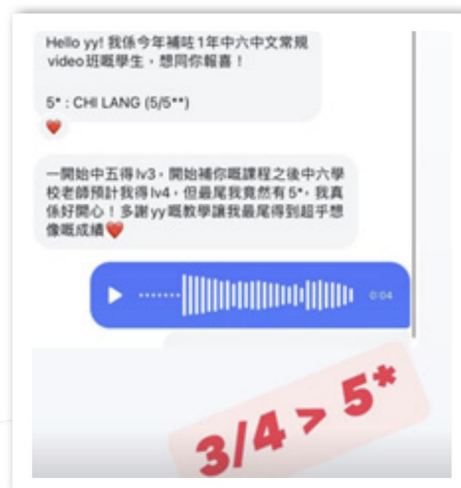 Hello yy! 我係今年補咗1年中六中文常規
video班嘅學生，想同你報喜！
5* : CHI LANG (5/5**)
一開始中五得lv3，開始補你嘅課程之後中六學
校老師預計我得lv4，但最尾我竟然有5*，我真
係好開心！多謝yy嘅教學讓我最尾得到超乎想
像嘅成績❤️
0:04
3/4 > 5*